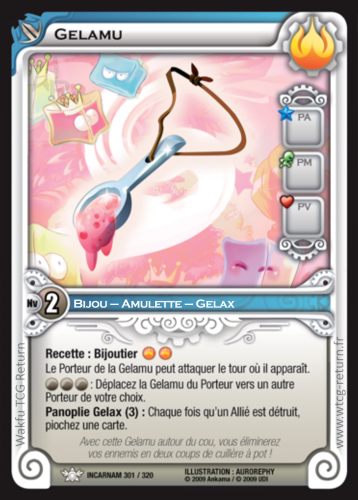 GELAMU
PA
PM
PV
Nv 2
BIJOU – AMULETTE – GELAX
Recette : Bijoutier
Le Porteur de la Gelamu peut attaquer le tour où il apparaît.
: Déplacez la Gelamu du Porteur vers un autre
Porteur de votre choix.
Panoplie Gelax (3) : Chaque fois qu'un Allié est détruit,
piochez une carte.
Avec cette Gelamu autour du cou, vous éliminerez
vos ennemis en deux coups de cuillère à pot !
INCARNAM 301 / 320
ILLUSTRATION : AUROREPHY
© 2009 Ankama / © 2009 UDI
Wakfu TCG Return
www.wtcg-return.fr